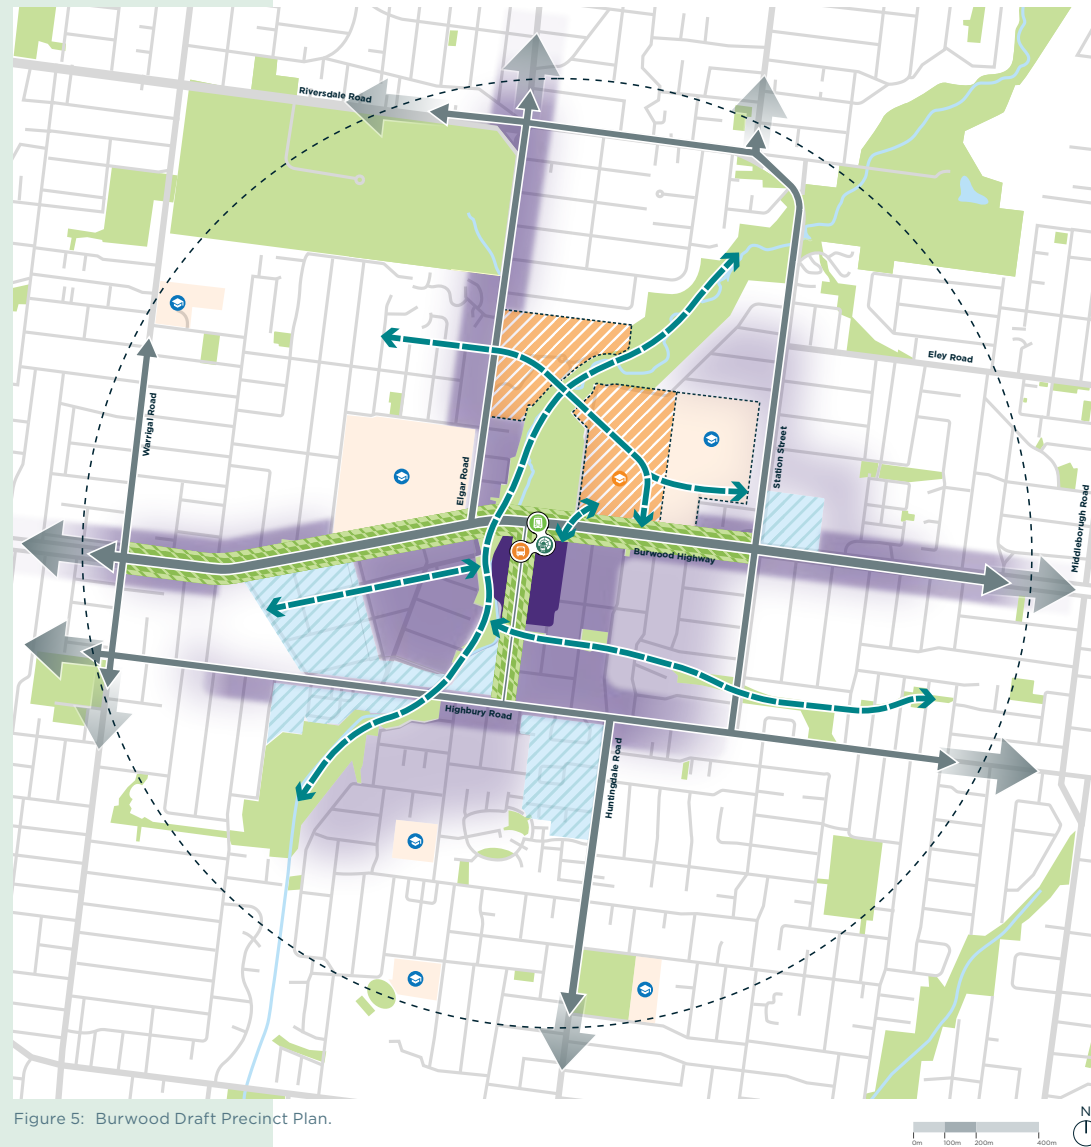 Riversdale Road
Eley Road
Warrigal Road
Elgar Road
Station Street
Middleborough Road
Burwood Highway
Highbury Road
Huntingdale Road
Figure 5: Burwood Draft Precinct Plan.
N
0m 100m 200m 400m